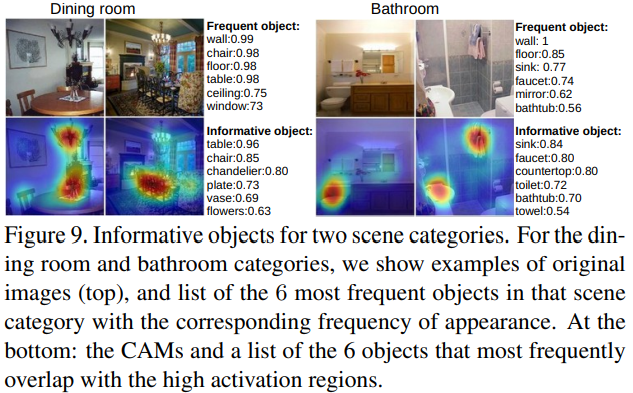 Dining room
Frequent object:
wall:0.99
chair:0.98
floor:0.98
table:0.98
ceiling:0.75
window:73
Informative object:
table:0.96
chair:0.85
chandelier:0.80
plate:0.73
vase:0.69
flowers:0.63
Bathroom
Frequent object:
wall: 1
floor:0.85
sink: 0.77
faucet:0.74
mirror:0.62
bathtub:0.56
Informative object:
sink:0.84
faucet:0.80
countertop:0.80
toilet:0.72
bathtub:0.70
towel:0.54
Figure 9. Informative objects for two scene categories. For the din-
ing room and bathroom categories, we show examples of original
images (top), and list of the 6 most frequent objects in that scene
category with the corresponding frequency of appearance. At the
bottom: the CAMs and a list of the 6 objects that most frequently
overlap with the high activation regions.